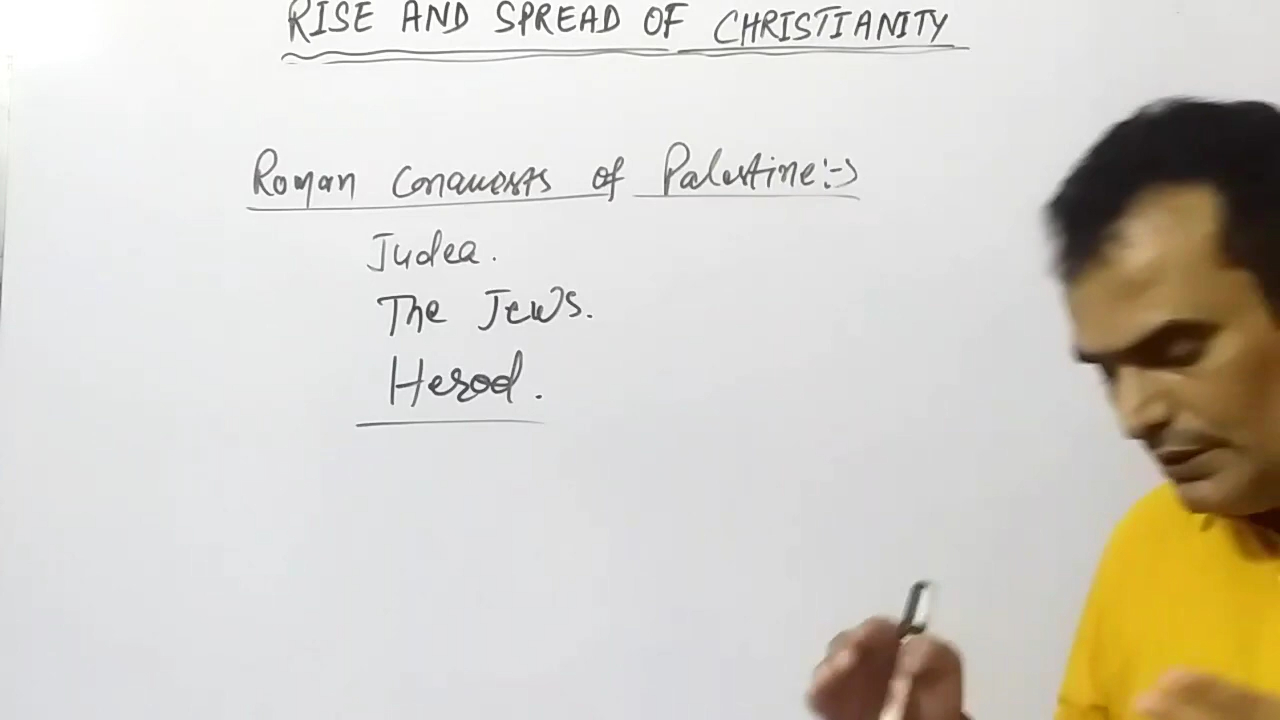 RISE AND SPREAD OF CHRISTIANITY
Roman Conquests of Palestine:->
Judea.
The Jews.
Herod.